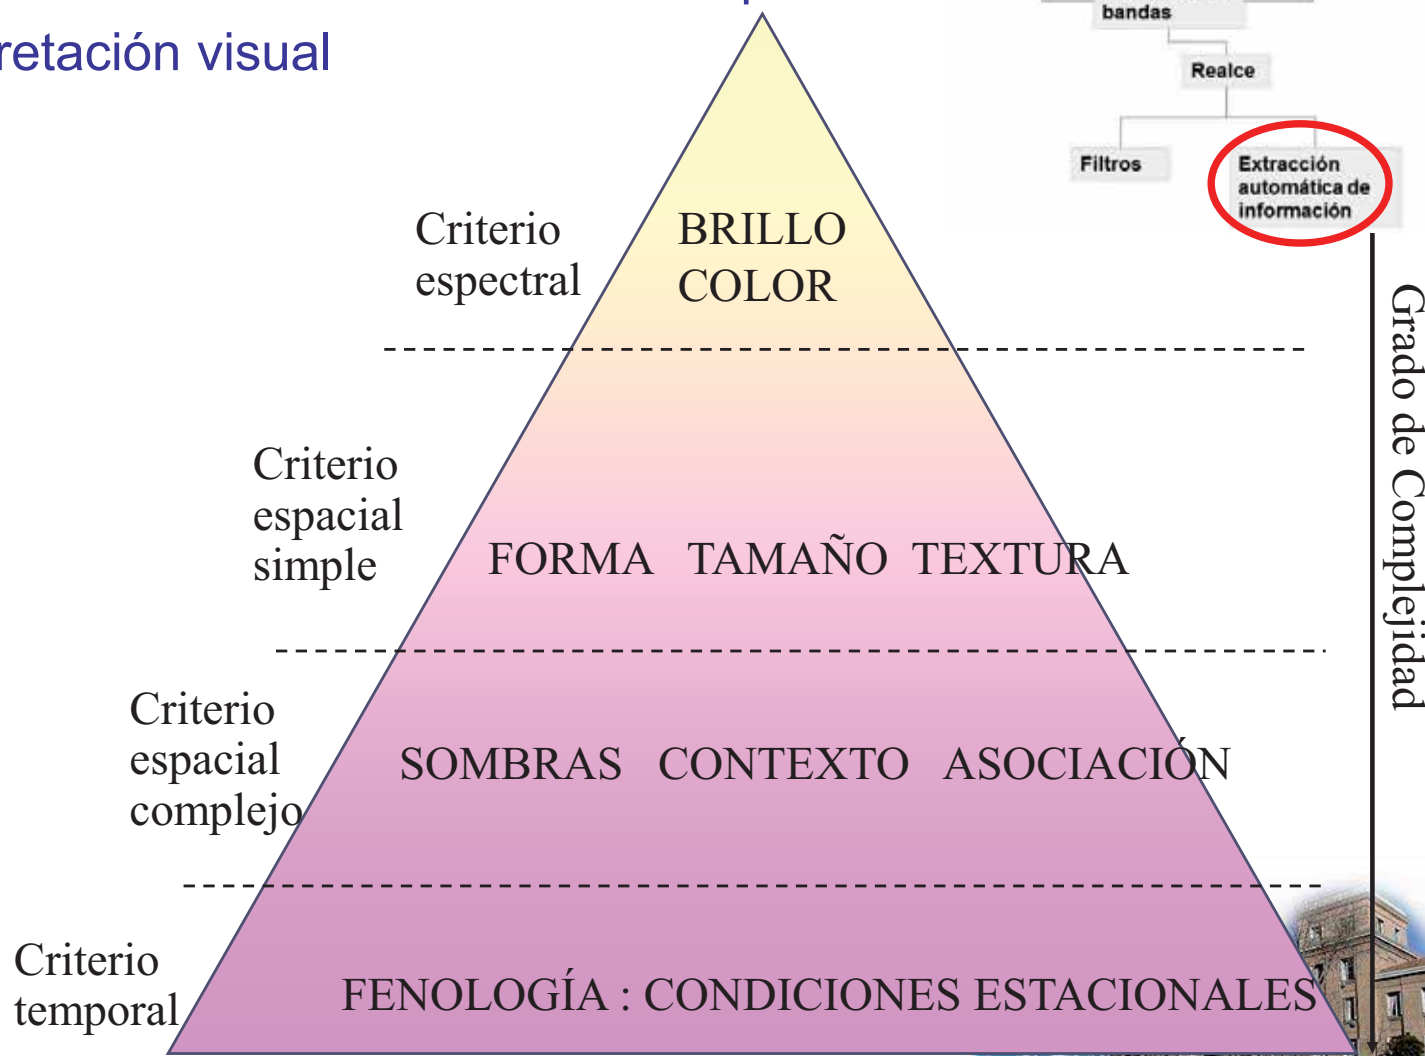 retación visual
bandas
Realce
Filtros
Extracción
automática de
información
Criterio
espectral
BRILLO
COLOR
Criterio
espacial
simple
FORMA TAMAÑO TEXTURA
Criterio
espacial
complejo
SOMBRAS CONTEXTO ASOCIACIÓN
Criterio
temporal
FENOLOGÍA : CONDICIONES ESTACIONALES
Grado de Complejidad